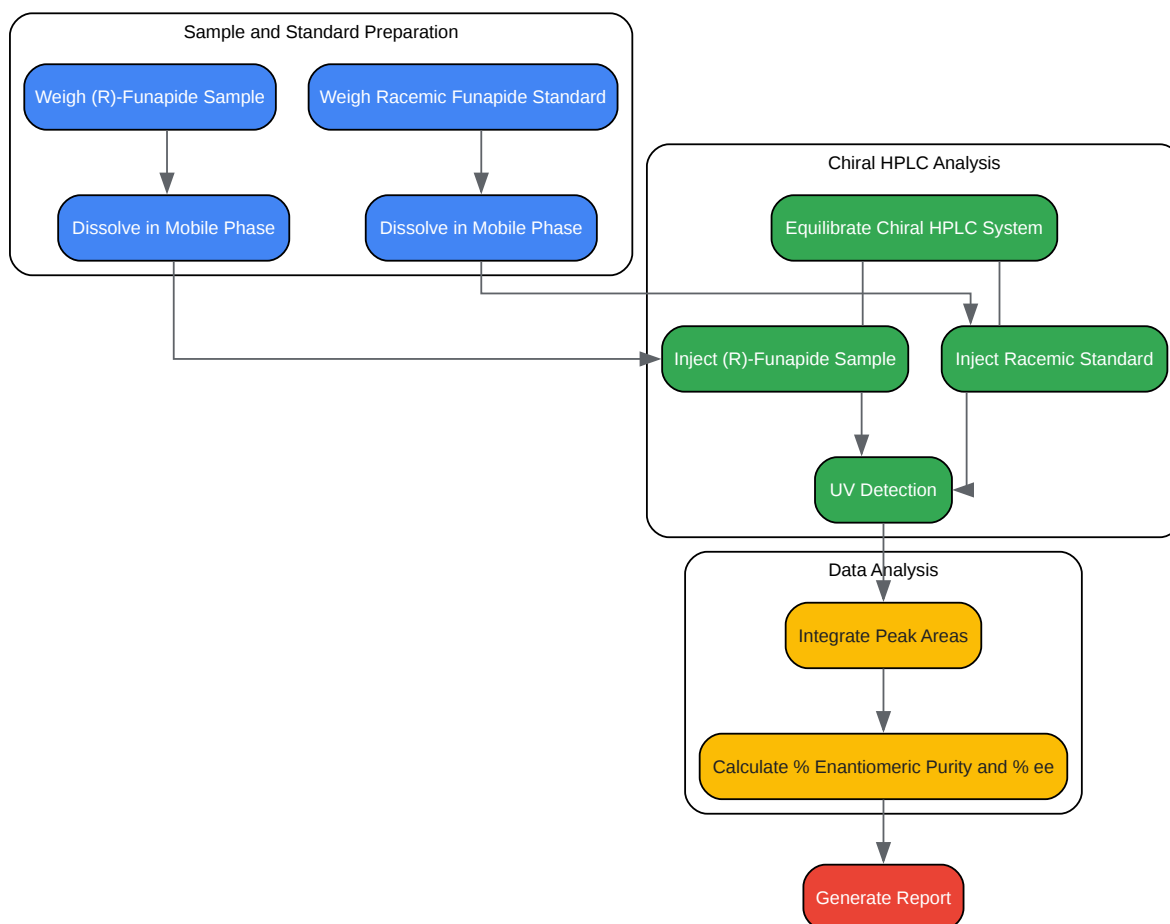 Sample and Standard Preparation
Weigh (R)-Funapide Sample
Weigh Racemic Funapide Standard
Dissolve in Mobile Phase
Dissolve in Mobile Phase
Chiral HPLC Analysis
Equilibrate Chiral HPLC System
Inject (R)-Funapide Sample
Inject Racemic Standard
UV Detection
Data Analysis
Integrate Peak Areas
Calculate % Enantiomeric Purity and % ee
Generate Report